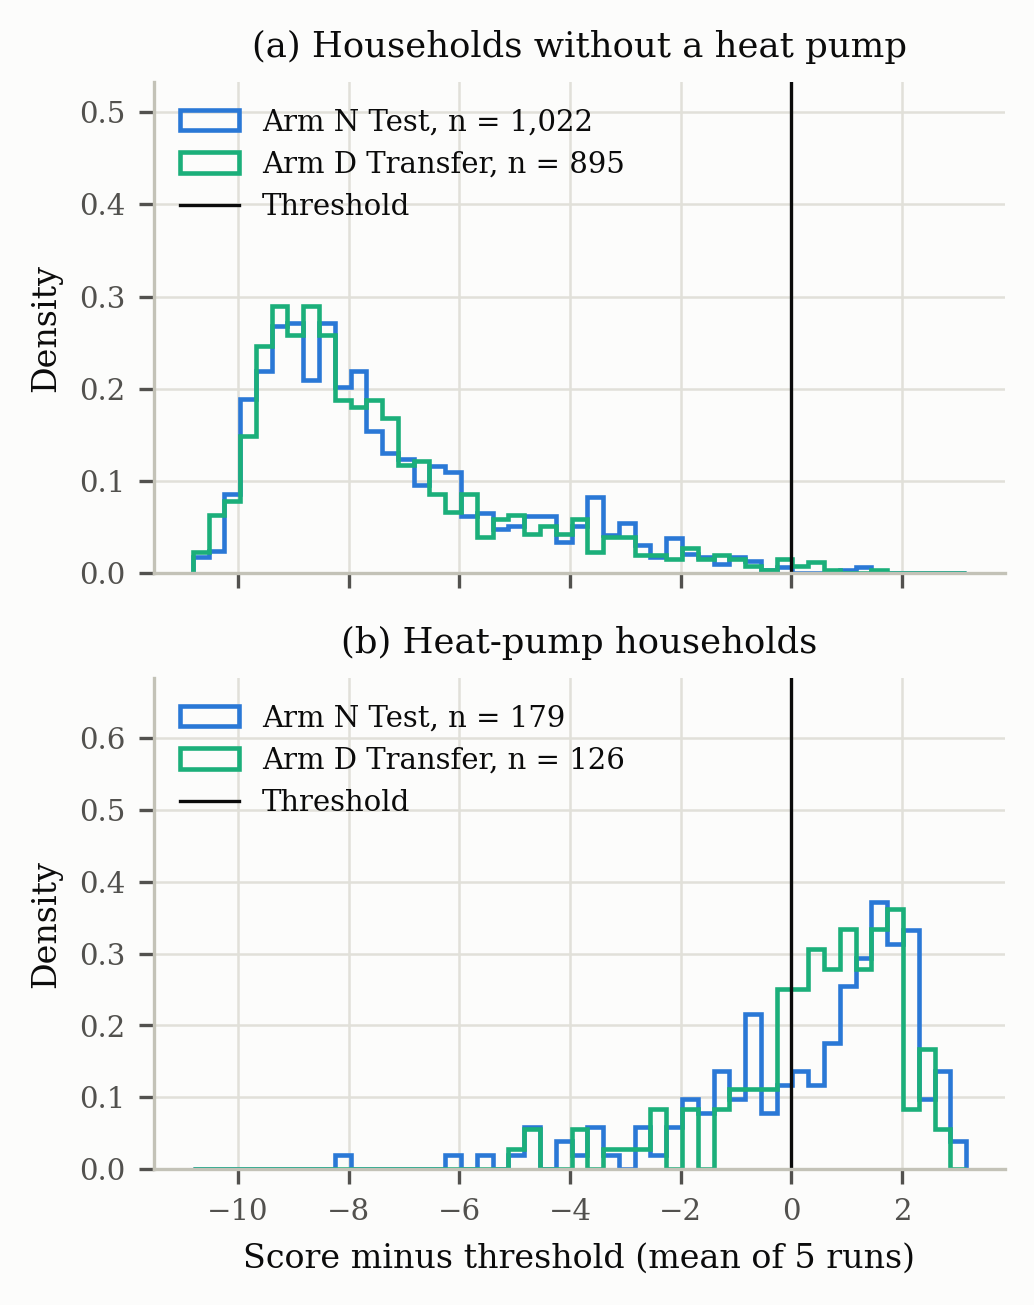 (a) Households without a heat pump
0.5
0.4
0.3
0.2
0.1
0.0
Density
Arm N Test, n = 1,022
Arm D Transfer, n = 895
Threshold
(b) Heat-pump households
0.6
0.5
0.4
0.3
0.2
0.1
0.0
Density
Arm N Test, n = 179
Arm D Transfer, n = 126
Threshold
−10 −8 −6 −4 −2 0 2
Score minus threshold (mean of 5 runs)